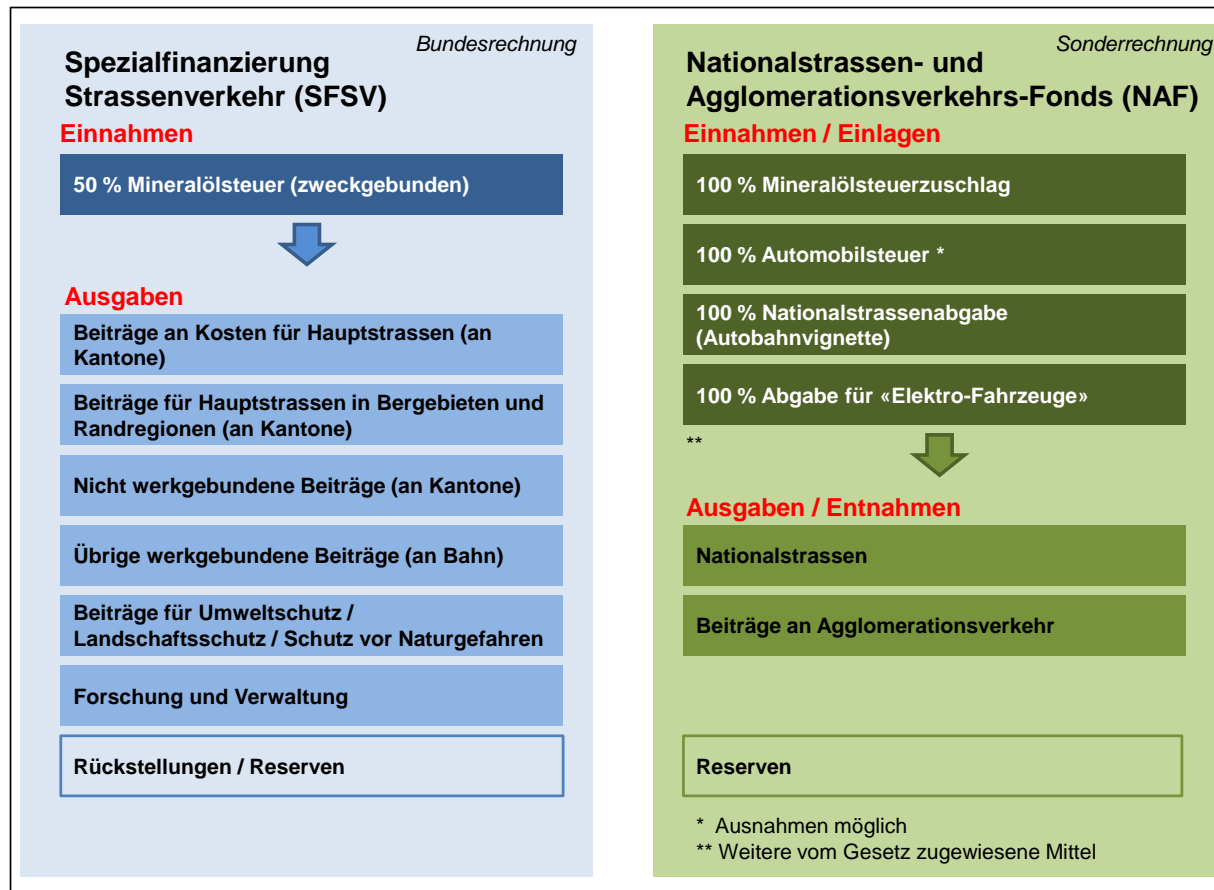 Bundesrechnung
Spezialfinanzierung
Strassenverkehr (SFSV)
Einnahmen
50 % Mineralölsteuer (zweckgebunden)
Ausgaben
Beiträge an Kosten für Hauptstrassen (an
Kantone)
Beiträge für Hauptstrassen in Bergebieten und
Randregionen (an Kantone)
Nicht werkgebundene Beiträge (an Kantone)
Übrige werkgebundene Beiträge (an Bahn)
Beiträge für Umweltschutz /
Landschaftsschutz / Schutz vor Naturgefahren
Forschung und Verwaltung
Rückstellungen / Reserven
Sonderrechnung
Nationalstrassen- und
Agglomerationsverkehrs-Fonds (NAF)
Einnahmen / Einlagen
100 % Mineralölsteuerzuschlag
100 % Automobilsteuer *
100 % Nationalstrassenabgabe
(Autobahnvignette)
100 % Abgabe für «Elektro-Fahrzeuge»
**
Ausgaben / Entnahmen
Nationalstrassen
Beiträge an Agglomerationsverkehr
Reserven
* Ausnahmen möglich
** Weitere vom Gesetz zugewiesene Mittel